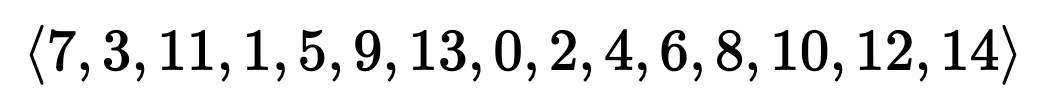 ⟨7, 3, 11, 1, 5, 9, 13, 0, 2, 4, 6, 8, 10, 12, 14⟩